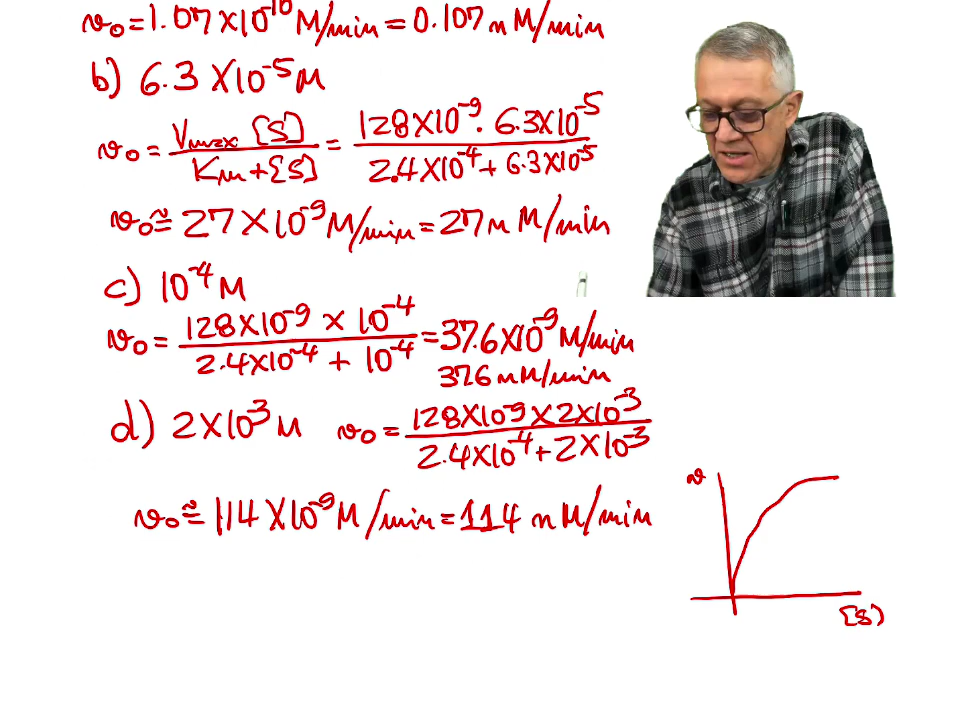 v₀ = 1.07 × 10⁻¹⁰ M/min = 0.107 n M/min
b) 6.3 × 10⁻⁵ M
v₀ = Vmax [S] / Km + [S] = 128 × 10⁻⁹ · 6.3 × 10⁻⁵ / 2.4 × 10⁻⁴ + 6.3 × 10⁻⁵
v₀ ≅ 27 × 10⁻⁹ M/min = 27 n M/min
c) 10⁻⁴ M
v₀ = 128 × 10⁻⁹ × 10⁻⁴ / 2.4 × 10⁻⁴ + 10⁻⁴ = 37.6 × 10⁻⁹ M/min
37.6 n M/min
d) 2 × 10⁻³ M v₀ = 128 × 10⁻⁹ × 2 × 10⁻³ / 2.4 × 10⁻⁴ + 2 × 10⁻³
v₀ ≅ 114 × 10⁻⁹ M/min = 114 n M/min
v
[S]